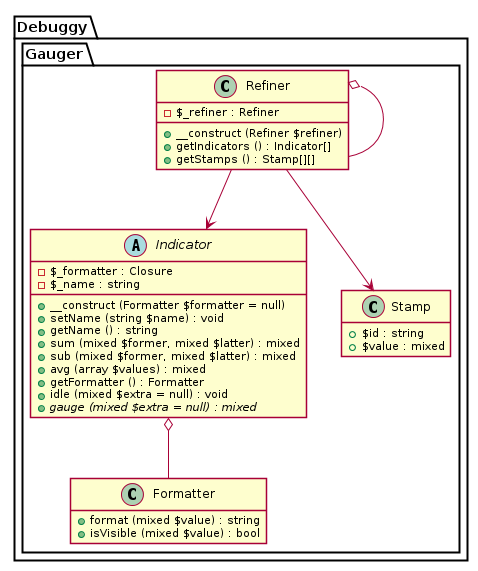 Debuggy
Gauger
C Refiner
$_refiner : Refiner
__construct (Refiner $refiner)
getIndicators () : Indicator[]
getStamps () : Stamp[][]
A Indicator
$_formatter : Closure
$_name : string
__construct (Formatter $formatter = null)
setName (string $name) : void
getName () : string
sum (mixed $former, mixed $latter) : mixed
sub (mixed $former, mixed $latter) : mixed
avg (array $values) : mixed
getFormatter () : Formatter
idle (mixed $extra = null) : void
gauge (mixed $extra = null) : mixed
C Stamp
$id : string
$value : mixed
C Formatter
format (mixed $value) : string
isVisible (mixed $value) : bool